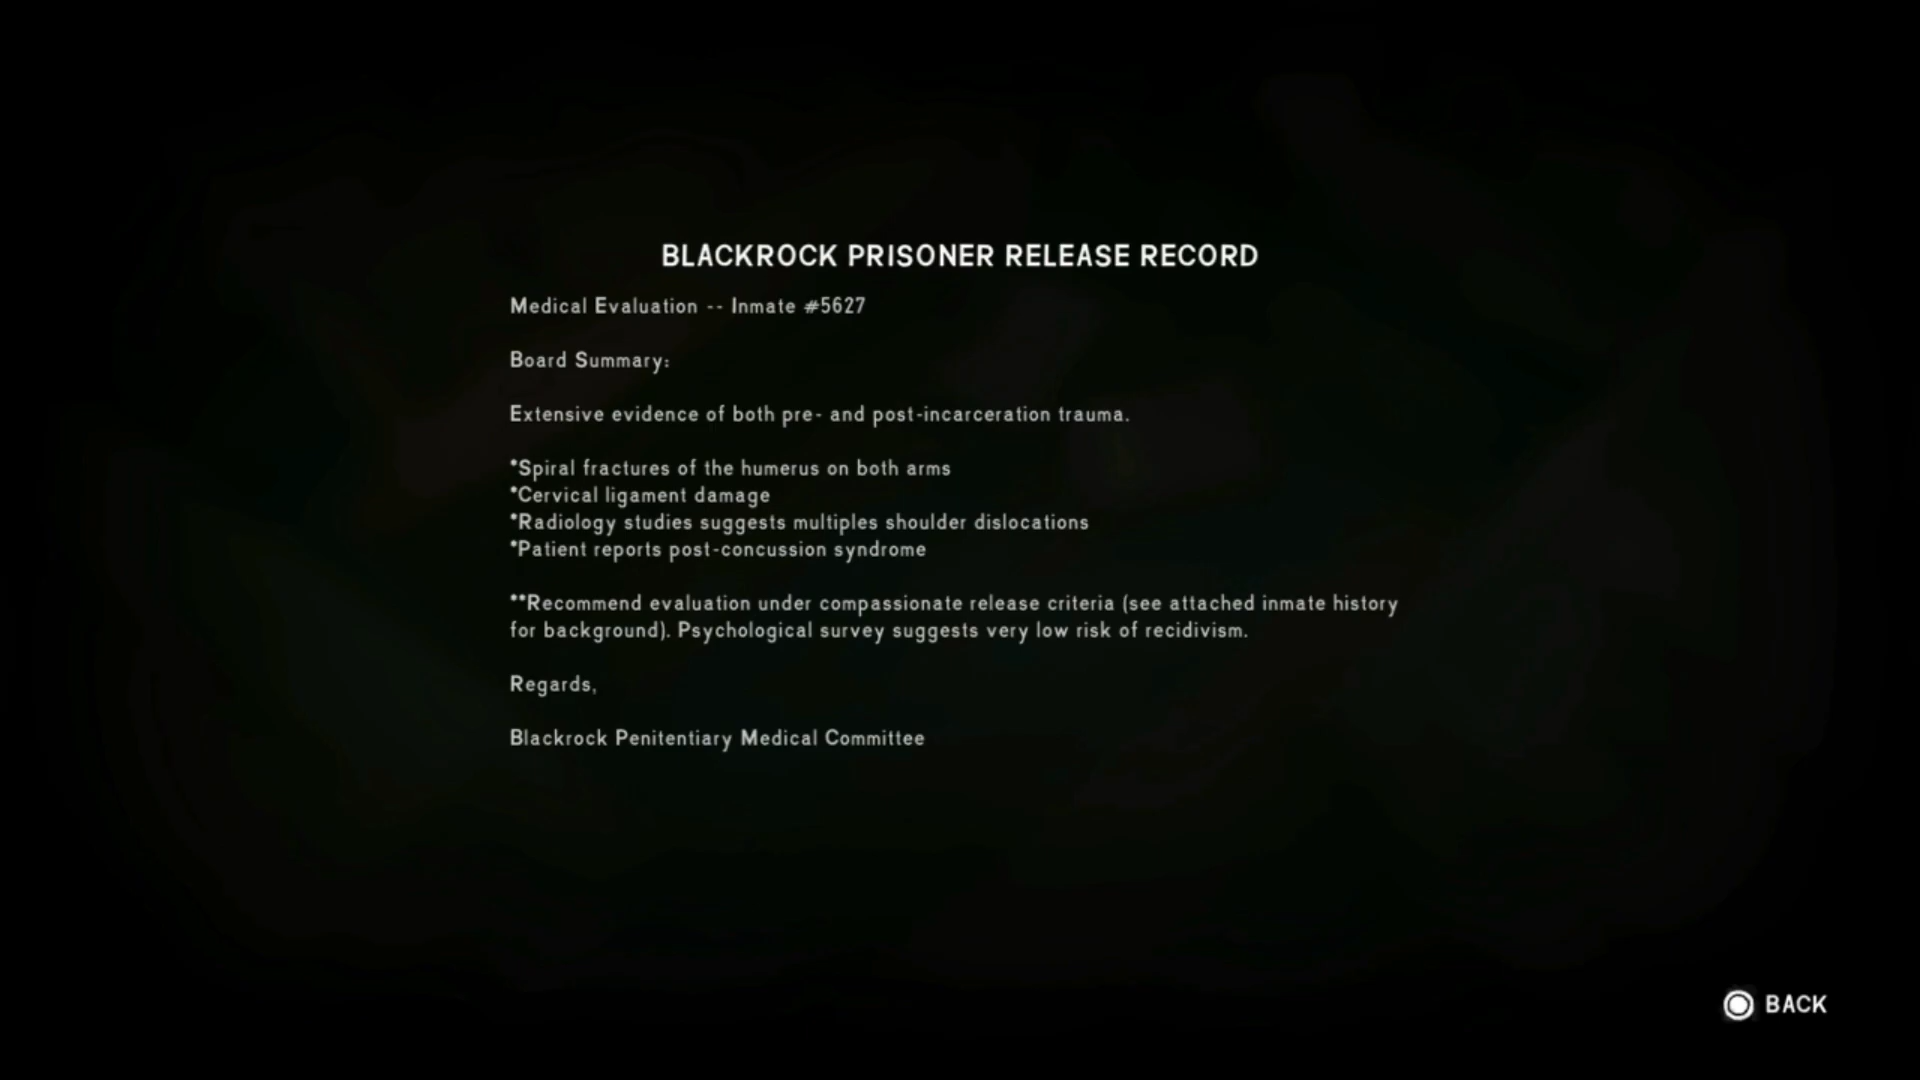 BLACKROCK PRISONER RELEASE RECORD
Medical Evaluation -- Inmate #5627
Board Summary:
Extensive evidence of both pre- and post-incarceration trauma.
*Spiral fractures of the humerus on both arms
*Cervical ligament damage
*Radiology studies suggests multiples shoulder dislocations
*Patient reports post-concussion syndrome
**Recommend evaluation under compassionate release criteria (see attached inmate history
for background). Psychological survey suggests very low risk of recidivism.
Regards,
Blackrock Penitentiary Medical Committee
BACK